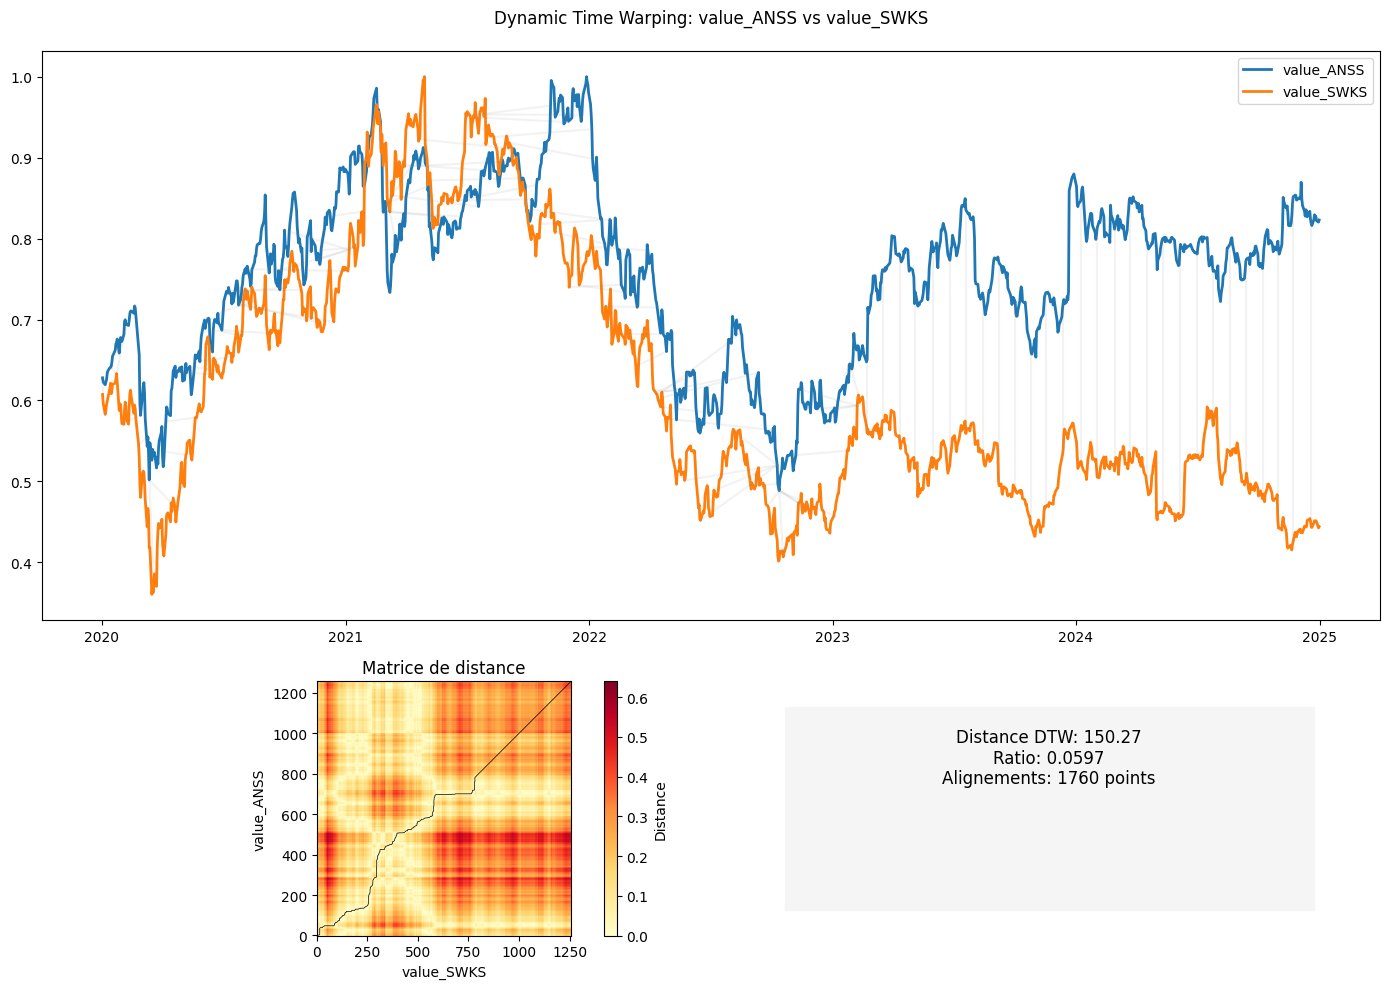 Dynamic Time Warping: value_ANSS vs value_SWKS
value_ANSS
value_SWKS
1.0
0.9
0.8
0.7
0.6
0.5
0.4
2020 2021 2022 2023 2024 2025
Matrice de distance
value_ANSS
1200
1000
800
600
400
200
0
0 250 500 750 1000 1250
value_SWKS
0.6
0.5
0.4
0.3
0.2
0.1
0.0
Distance
Distance DTW: 150.27
Ratio: 0.0597
Alignements: 1760 points